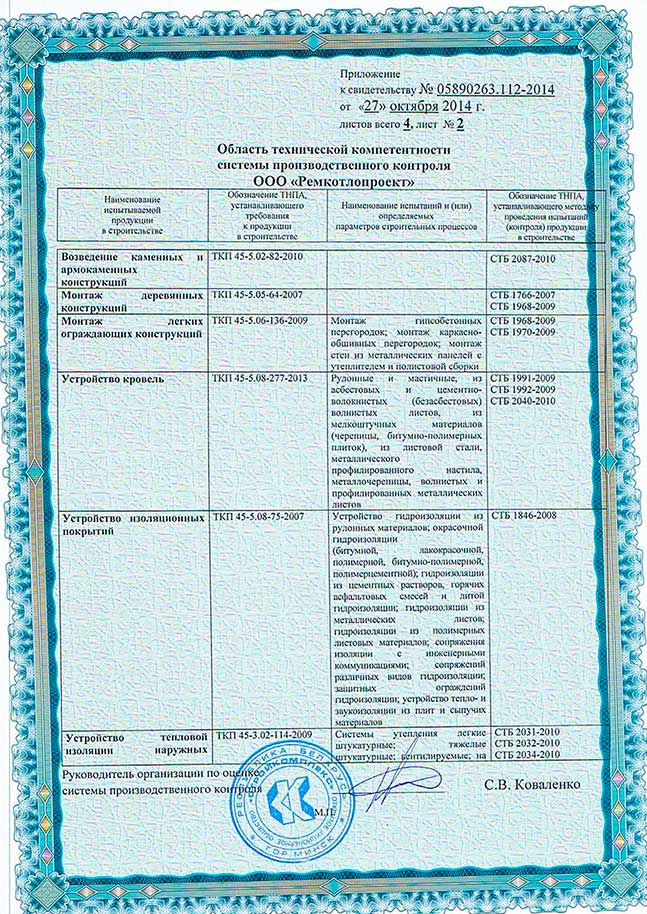 Приложение
к свидетельству № 05890263.112-2014
от «27» октября 2014 г.
листов всего 4, лист № 2
Область технической компетентности
системы производственного контроля
ООО «Ремкотлопроект»
Наименование
испытываемой
продукции
в строительстве
Обозначение ТНПА,
устанавливающего
требования
к продукции
в строительстве
Наименование испытаний и (или)
определяемых
параметров строительных процессов
Обозначение ТНПА,
устанавливающего методику
проведения испытаний
(контроля) продукции
в строительстве
Возведение каменных и
армокаменных
конструкций
ТКП 45-5.02-82-2010
СТБ 2087-2010
Монтаж деревянных
конструкций
ТКП 45-5.05-64-2007
СТБ 1766-2007
СТБ 1968-2009
Монтаж легких
ограждающих конструкций
ТКП 45-5.06-136-2009
Монтаж гипсобетонных
перегородок; монтаж каркасно-
обшивных перегородок; монтаж
стен из металлических панелей с
утеплителем и полистовой сборки
СТБ 1968-2009
СТБ 1970-2009
Устройство кровель
ТКП 45-5.08-277-2013
Рулонные и мастичные, из
асбестовых и цементно-
волокнистых (безасбестовых)
волнистых листов, из
мелкоштучных материалов
(черепицы, битумно-полимерных
плиток), из листовой стали,
металлического
профилированного настила,
металлочерепицы, волнистых и
профилированных металлических
листов
СТБ 1991-2009
СТБ 1992-2009
СТБ 2040-2010
Устройство изоляционных
покрытий
ТКП 45-5.08-75-2007
Устройство гидроизоляции из
рулонных материалов; окрасочной
гидроизоляции
(битумной, лакокрасочной,
полимерной, битумно-полимерной,
полимерцементной); гидроизоляции
из цементных растворов, горячих
асфальтовых смесей и литой
гидроизоляции; гидроизоляции из
металлических листов;
гидроизоляции из полимерных
листовых материалов; сопряжения
изоляции с инженерными
коммуникациями; сопряжений
различных видов гидроизоляции;
защитных ограждений
гидроизоляции; устройство тепло- и
звукоизоляции из плит и сыпучих
материалов
СТБ 1846-2008
Устройство тепловой
изоляции наружных
ТКП 45-3.02-114-2009
Системы утепления легкие
штукатурные; тяжелые
штукатурные; вентилируемые; на
СТБ 2031-2010
СТБ 2032-2010
СТБ 2034-2010
Руководитель организации по оценке
системы производственного контроля
М.П.
С.В. Коваленко
РЕСПУБЛИКА БЕЛАРУСЬ
«СТРОЙКОМПЛЕКС»
ГОР.МИНСК